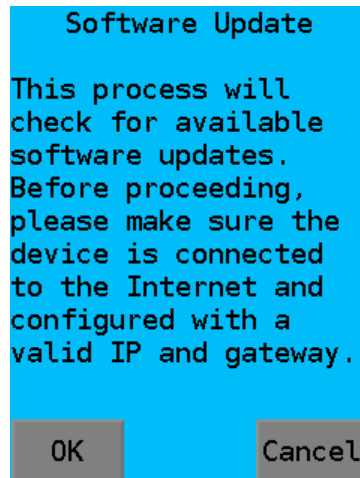 Software Update
This process will
check for available
software updates.
Before proceeding,
please make sure the
device is connected
to the Internet and
configured with a
valid IP and gateway.
OK
Cancel